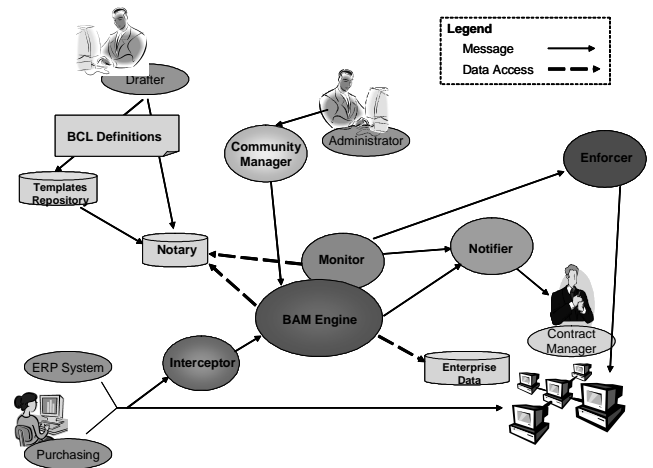 Drafter
Legend
Message
Data Access
BCL Definitions
Community
Manager
Administrator
Enforcer
Templates
Repository
Notary
Monitor
Notifier
BAM Engine
Contract
Manager
Interceptor
ERP System
Enterprise
Data
Purchasing